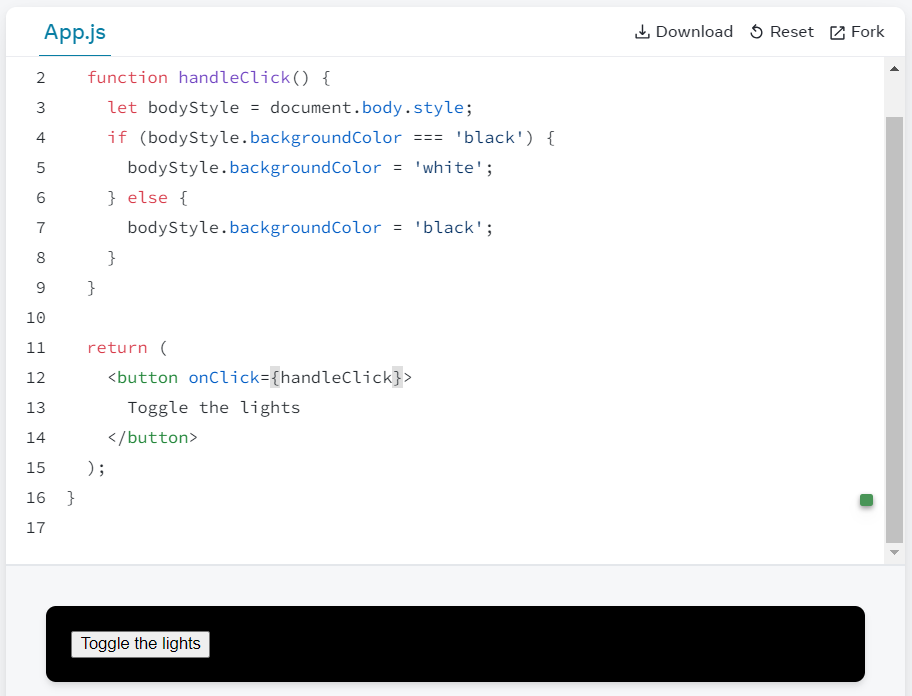 App.js Download Reset Fork
2 function handleClick() {
3 let bodyStyle = document.body.style;
4 if (bodyStyle.backgroundColor === 'black') {
5 bodyStyle.backgroundColor = 'white';
6 } else {
7 bodyStyle.backgroundColor = 'black';
8 }
9 }
10
11 return (
12 <button onClick={handleClick}>
13 Toggle the lights
14 </button>
15 );
16 }
17
Toggle the lights